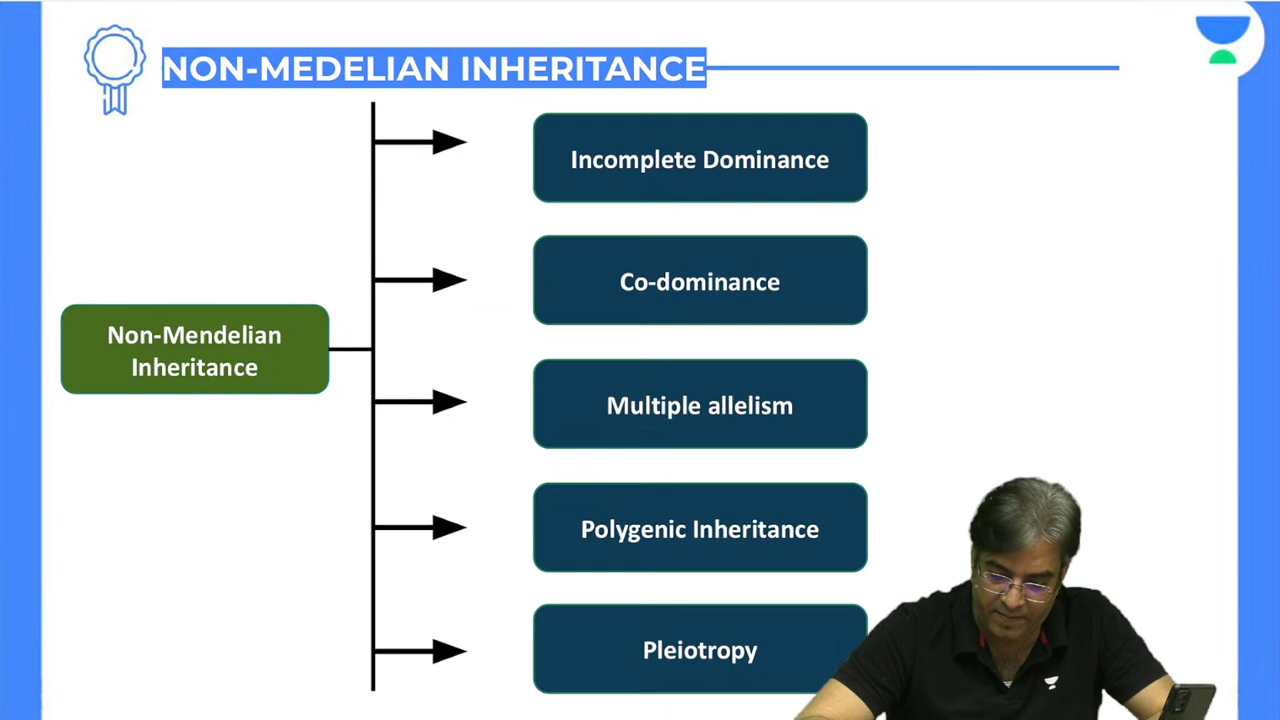 NON-MEDELIAN INHERITANCE
Incomplete Dominance
Co-dominance
Non-Mendelian
Inheritance
Multiple allelism
Polygenic Inheritance
Pleiotropy